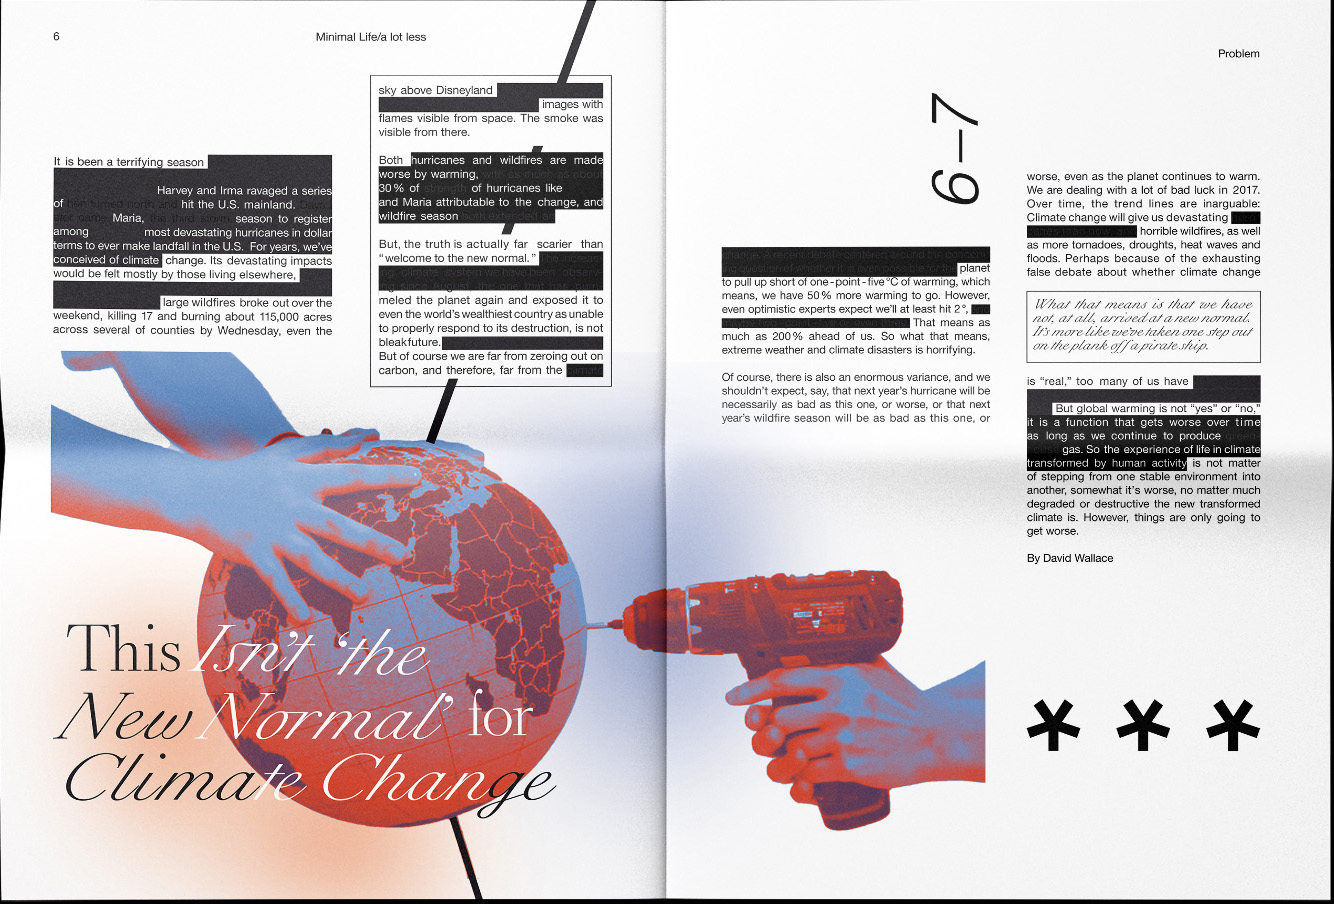 6
Minimal Life/a lot less
It is been a terrifying season
Harvey and Irma ravaged a series
of hit the U.S. mainland.
Maria, the third storm season to register
among most devastating hurricanes in dollar
terms to ever make landfall in the U.S. For years, we've
conceived of climate change. Its devastating impacts
would be felt mostly by those living elsewhere,
large wildfires broke out over the
weekend, killing 17 and burning about 115,000 acres
across several of counties by Wednesday, even the
sky above Disneyland
images with
flames visible from space. The smoke was
visible from there.
Both hurricanes and wildfires are made
worse by warming, with as much as about
30% of strength of hurricanes like
and Maria attributable to the change, and
wildfire season both extended as
But, the truth is actually far scarier than
"welcome to the new normal."
meled the planet again and exposed it to
even the world's wealthiest country as unable
to properly respond to its destruction, is not
bleakfuture.
But of course we are far from zeroing out on
carbon, and therefore, far from the climate
This Isn't 'the
New Normal' for
Climate Change
Problem
6–7
planet
to pull up short of one-point-five °C of warming, which
means, we have 50% more warming to go. However,
even optimistic experts expect we'll at least hit 2°,
That means as
much as 200% ahead of us. So what that means,
extreme weather and climate disasters is horrifying.
Of course, there is also an enormous variance, and we
shouldn't expect, say, that next year's hurricane will be
necessarily as bad as this one, or worse, or that next
year's wildfire season will be as bad as this one, or
worse, even as the planet continues to warm.
We are dealing with a lot of bad luck in 2017.
Over time, the trend lines are inarguable:
Climate change will give us devastating
horrible wildfires, as well
as more tornadoes, droughts, heat waves and
floods. Perhaps because of the exhausting
false debate about whether climate change
What that means is that we have
not, at all, arrived at a new normal.
It's more like we've taken one step out
on the plank off a pirate ship.
is "real," too many of us have
But global warming is not "yes" or "no,"
it is a function that gets worse over time
as long as we continue to produce green-
house gas. So the experience of life in climate
transformed by human activity is not matter
of stepping from one stable environment into
another, somewhat it's worse, no matter much
degraded or destructive the new transformed
climate is. However, things are only going to
get worse.
By David Wallace
* * *